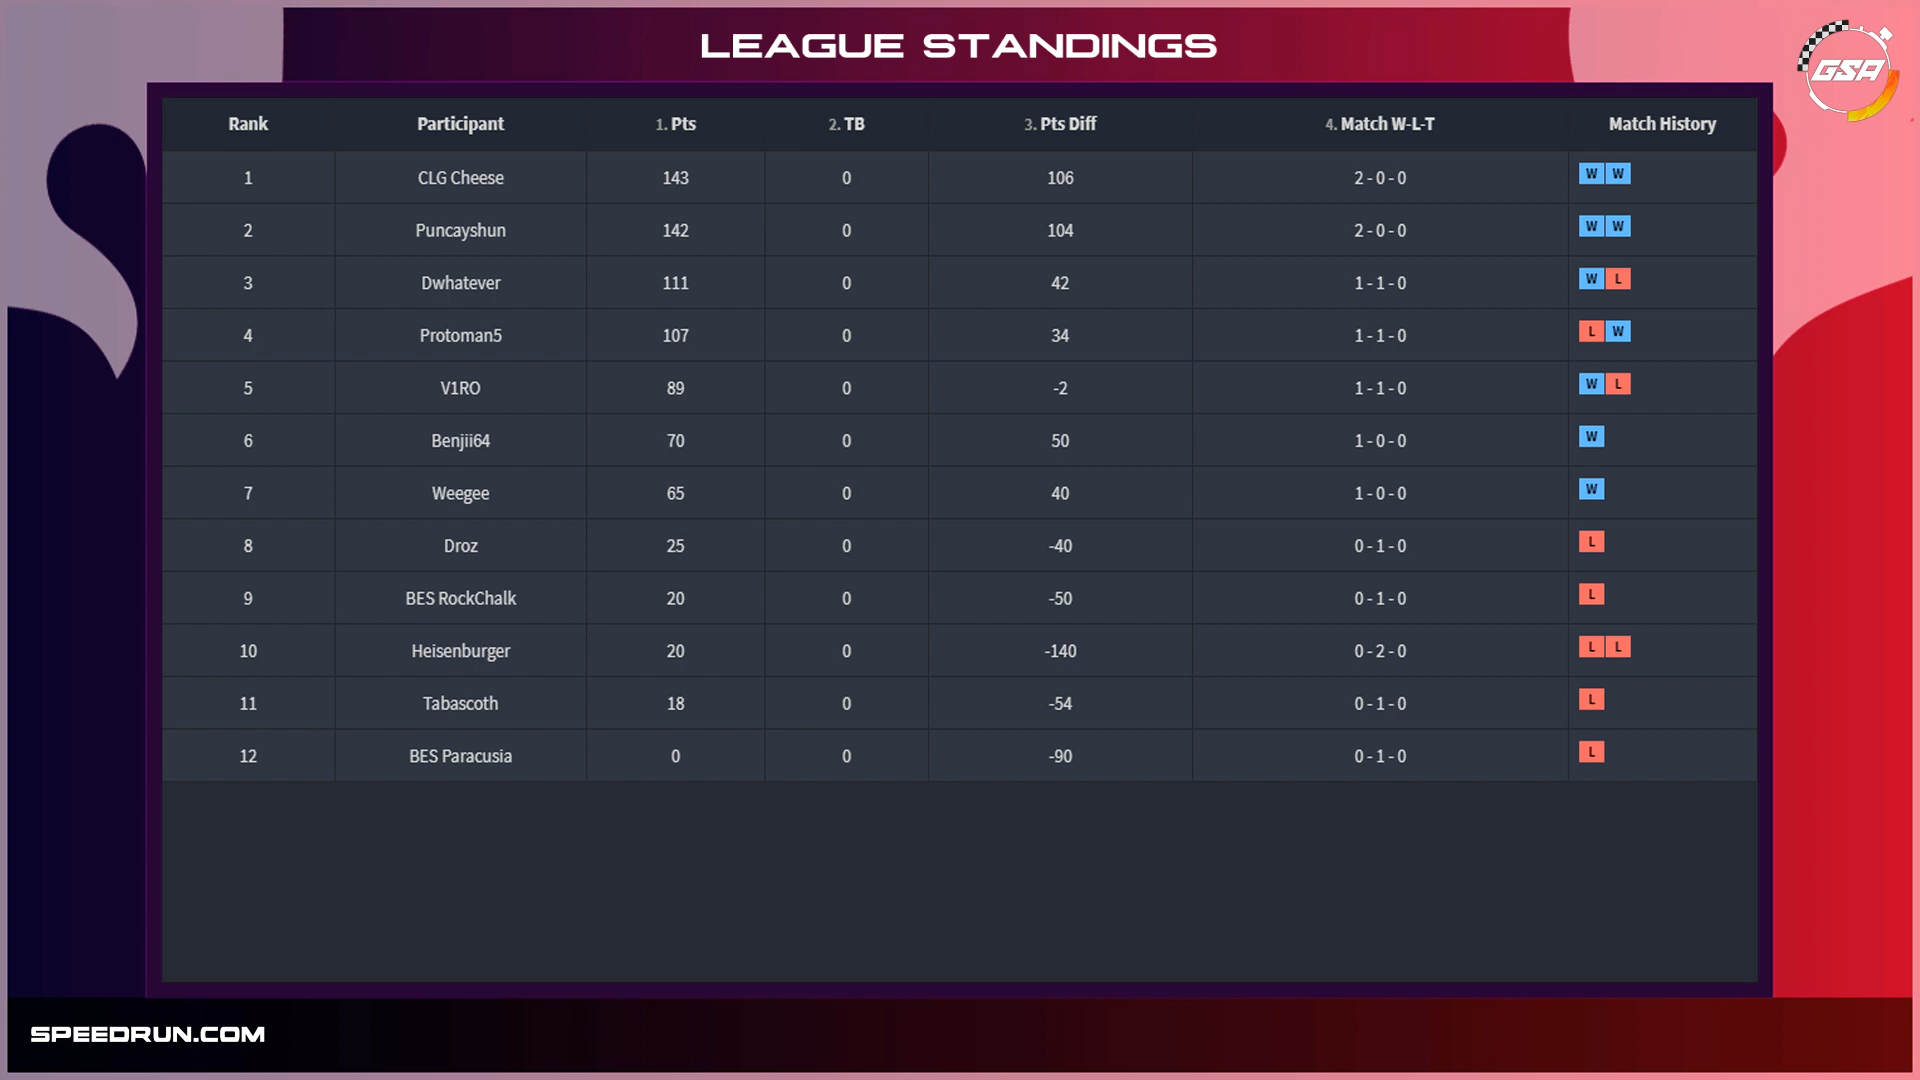 LEAGUE STANDINGS
GSA
Rank Participant 1. Pts 2. TB 3. Pts Diff 4. Match W-L-T Match History
1 CLG Cheese 143 0 106 2 - 0 - 0 W W
2 Puncayshun 142 0 104 2 - 0 - 0 W W
3 Dwhatever 111 0 42 1 - 1 - 0 W L
4 Protoman5 107 0 34 1 - 1 - 0 L W
5 V1RO 89 0 -2 1 - 1 - 0 W L
6 Benjii64 70 0 50 1 - 0 - 0 W
7 Weegee 65 0 40 1 - 0 - 0 W
8 Droz 25 0 -40 0 - 1 - 0 L
9 BES RockChalk 20 0 -50 0 - 1 - 0 L
10 Heisenburger 20 0 -140 0 - 2 - 0 L L
11 Tabascoth 18 0 -54 0 - 1 - 0 L
12 BES Paracusia 0 0 -90 0 - 1 - 0 L
SPEEDRUN.COM